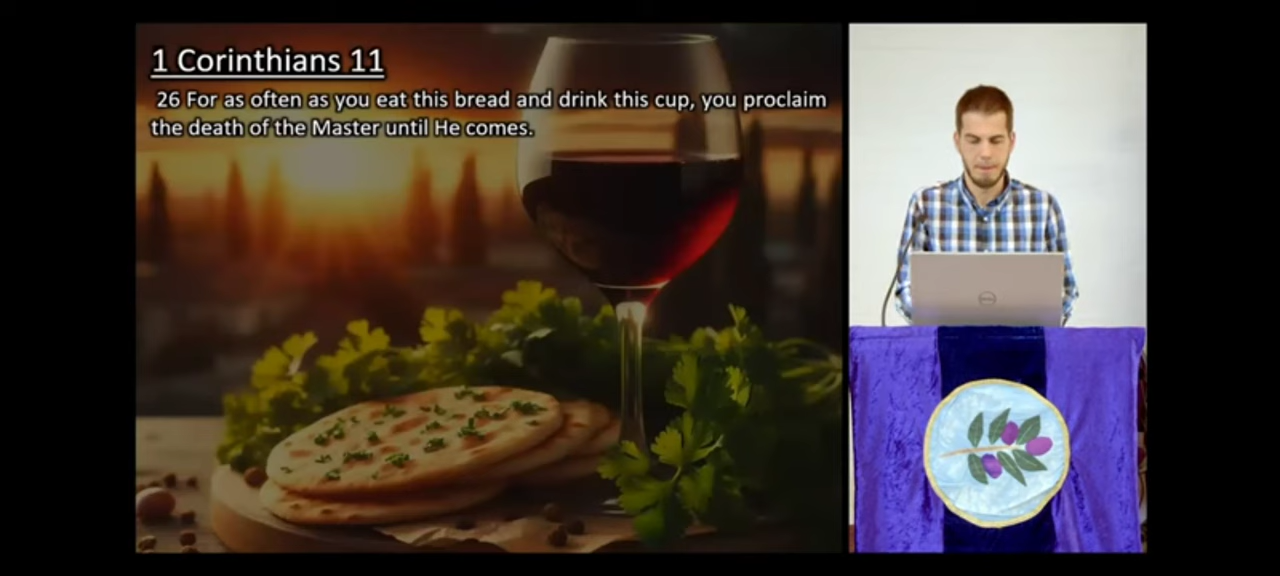 1 Corinthians 11
26 For as often as you eat this bread and drink this cup, you proclaim
the death of the Master until He comes.
DELL